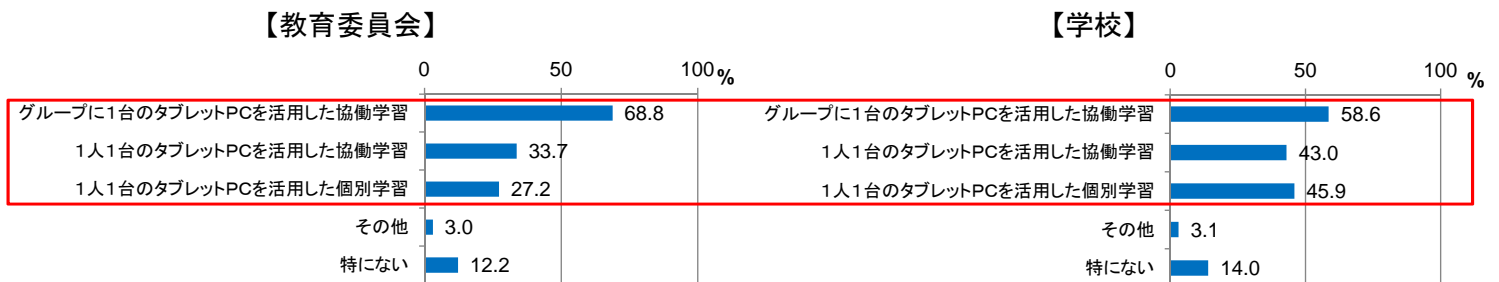 【教育委員会】
0 50 100 %
グループに1台のタブレットPCを活用した協働学習 68.8
1人1台のタブレットPCを活用した協働学習 33.7
1人1台のタブレットPCを活用した個別学習 27.2
その他 3.0
特にない 12.2
【学校】
0 50 100 %
グループに1台のタブレットPCを活用した協働学習 58.6
1人1台のタブレットPCを活用した協働学習 43.0
1人1台のタブレットPCを活用した個別学習 45.9
その他 3.1
特にない 14.0